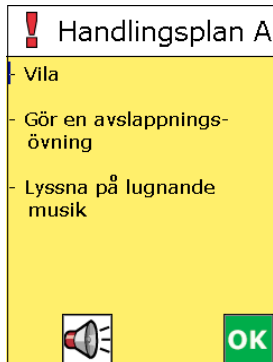 Handlingsplan A
- Vila
- Gör en avslappnings-
övning
- Lyssna på lugnande
musik
OK